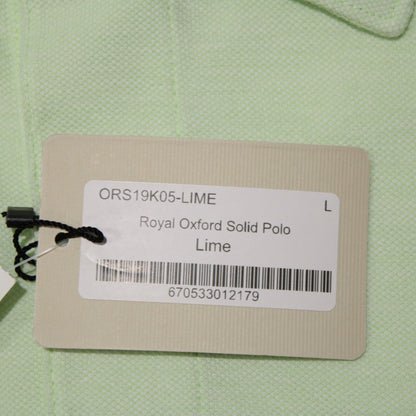 ORS19K05-LIME L
Royal Oxford Solid Polo
Lime
670533012179